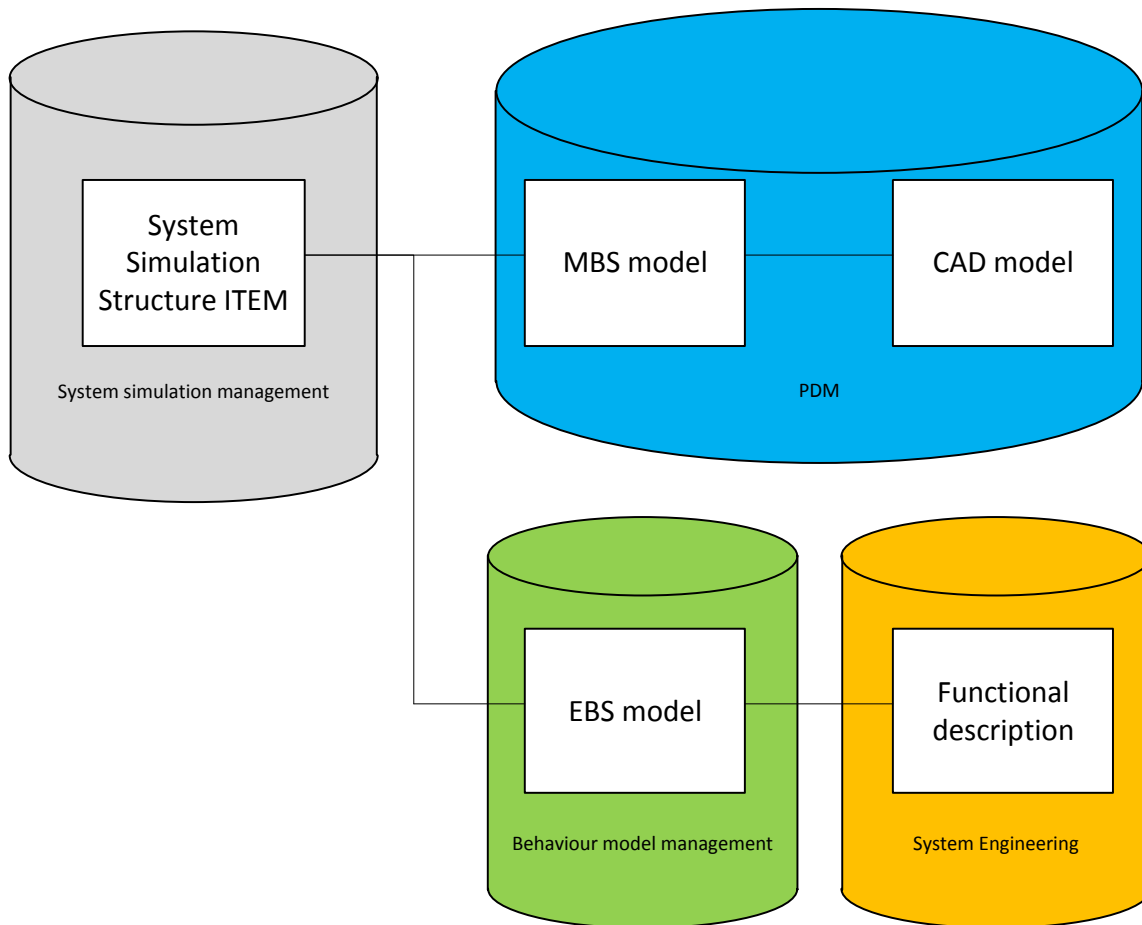 System
Simulation
Structure ITEM
System simulation management
MBS model
CAD model
PDM
EBS model
Behaviour model management
Functional
description
System Engineering